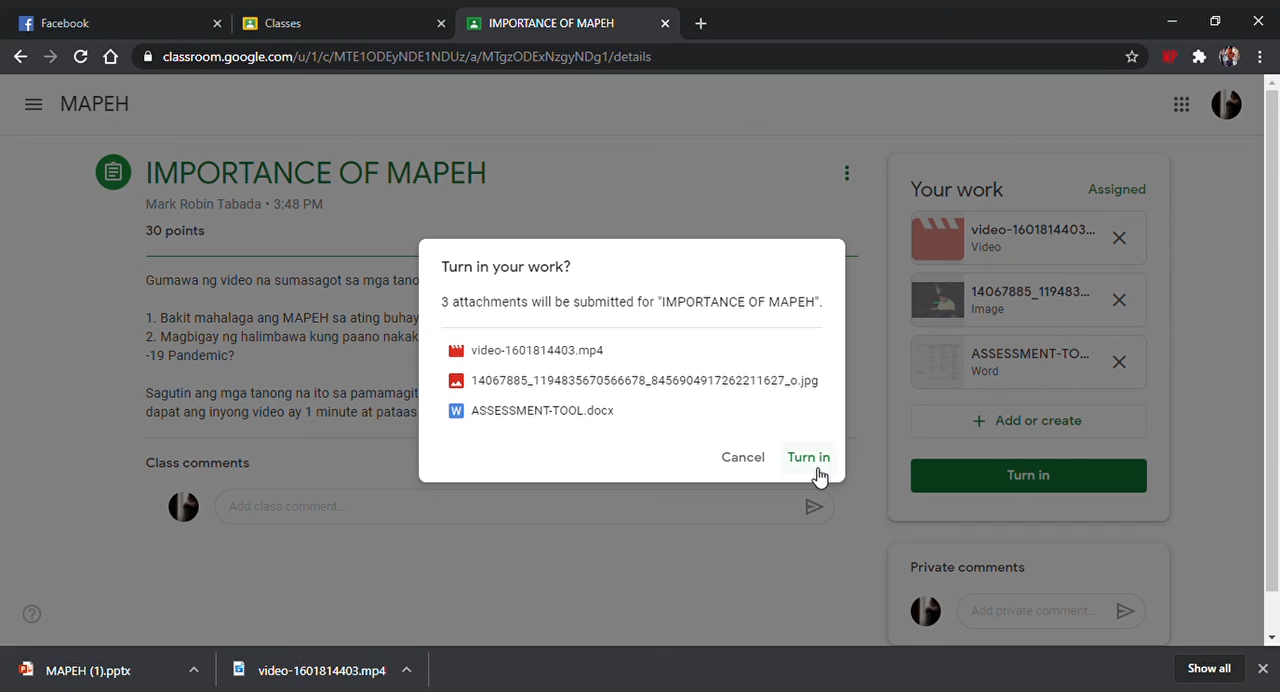 Facebook
Classes
IMPORTANCE OF MAPEH
classroom.google.com/u/1/c/MTE1ODEyNDE1NDUz/a/MTgzODExNzgyNDg1/details
MAPEH
IMPORTANCE OF MAPEH
Mark Robin Tabada • 3:48 PM
30 points
Gumawa ng video na sumasagot sa mga tano
1. Bakit mahalaga ang MAPEH sa ating buhay
2. Magbigay ng halimbawa kung paano nakak
-19 Pandemic?
Sagutin ang mga tanong na ito sa pamamagit
dapat ang inyong video ay 1 minute at pataas
Class comments
Add class comment...
Turn in your work?
3 attachments will be submitted for "IMPORTANCE OF MAPEH".
video-1601814403.mp4
14067885_1194835670566678_8456904917262211627_o.jpg
W ASSESSMENT-TOOL.docx
Cancel
Turn in
Your work
Assigned
video-1601814403...
Video
14067885_119483...
Image
ASSESSMENT-TO...
Word
+ Add or create
Turn in
Private comments
Add private comment...
MAPEH (1).pptx
video-1601814403.mp4
Show all